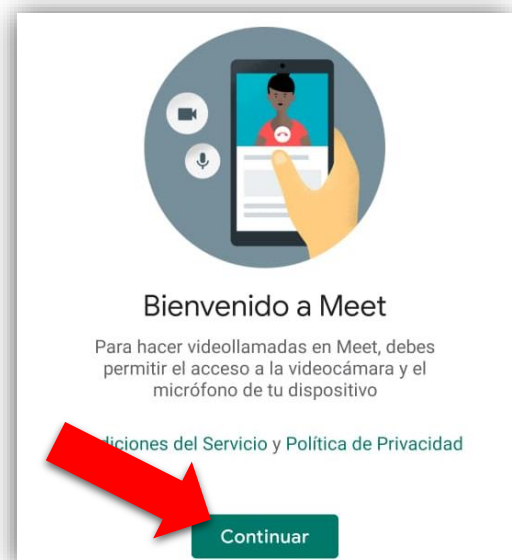 Bienvenido a Meet
Para hacer videollamadas en Meet, debes
permitir el acceso a la videocámara y el
micrófono de tu dispositivo
diciones del Servicio y Política de Privacidad
Continuar